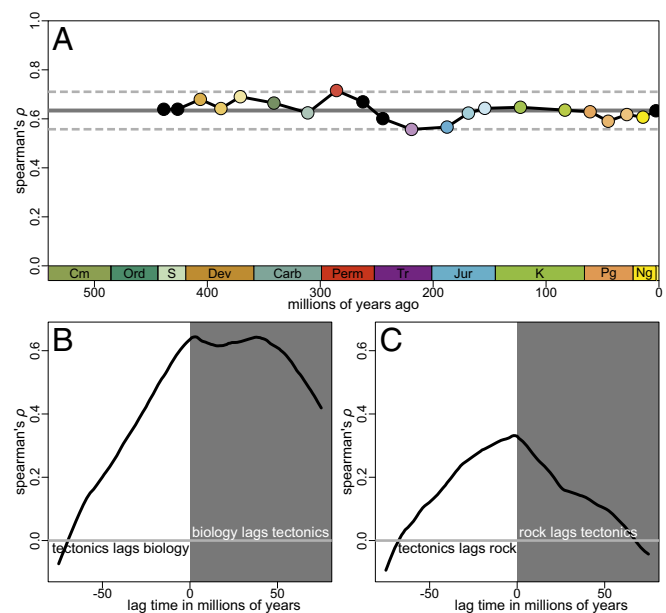 A
spearman's ρ
1.0
0.8
0.6
0.4
0.2
0.0
Cm Ord S Dev Carb Perm Tr Jur K Pg Ng
500 400 300 200 100 0
millions of years ago
B
spearman's ρ
0.6
0.4
0.2
0.0
biology lags tectonics
tectonics lags biology
-50 0 50
lag time in millions of years
C
spearman's ρ
0.6
0.4
0.2
0.0
rock lags tectonics
tectonics lags rock
-50 0 50
lag time in millions of years